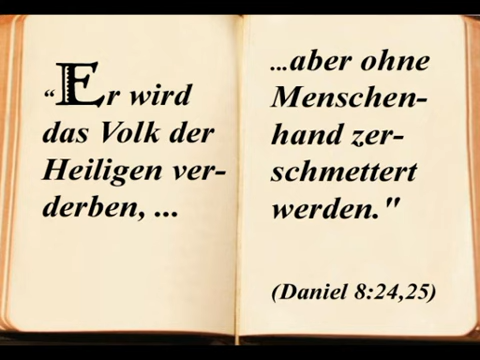 “Er wird
das Volk der
Heiligen ver-
derben, ...
...aber ohne
Menschen-
hand zer-
schmettert
werden."
(Daniel 8:24,25)